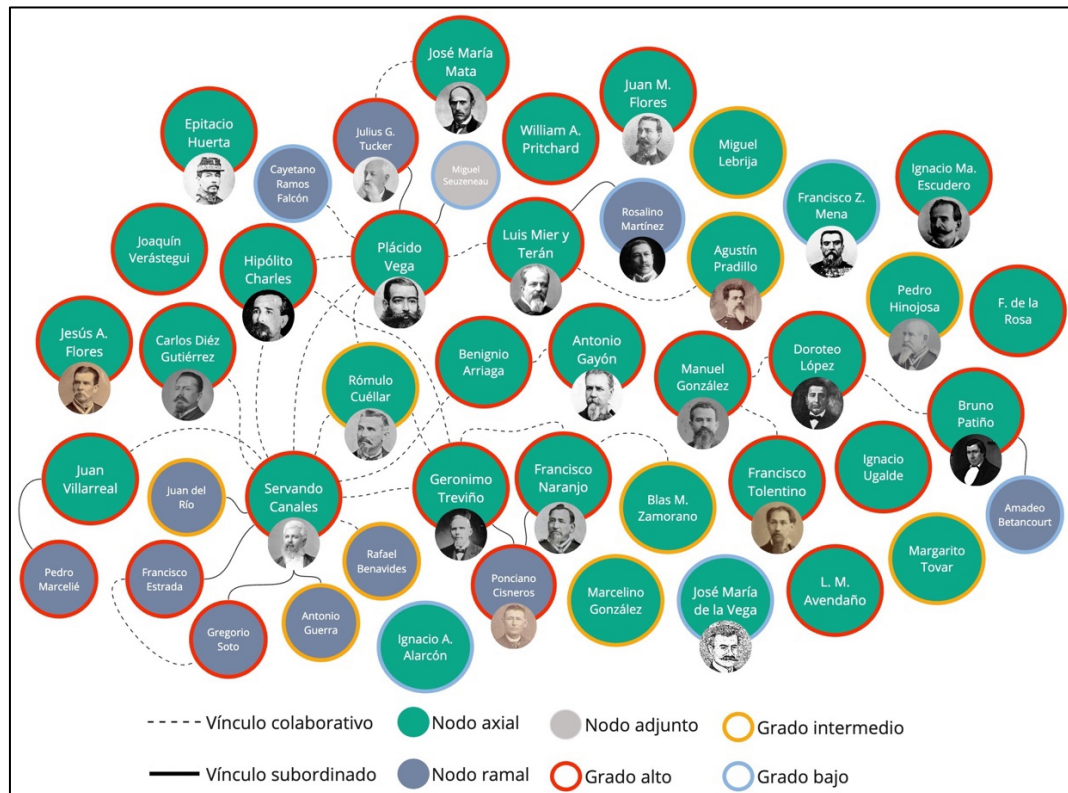 José María
Mata
Juan M.
Flores
Epitacio
Huerta
Julius G.
Tucker
William A.
Pritchard
Miguel
Lebrija
Cayetano
Ramos
Falcón
Miguel
Seuzeneau
Ignacio Ma.
Escudero
Francisco Z.
Mena
Rosalino
Martínez
Joaquín
Verástegui
Hipólito
Charles
Plácido
Vega
Luis Mier y
Terán
Agustín
Pradillo
Pedro
Hinojosa
F. de la
Rosa
Jesús A.
Flores
Carlos Diéz
Gutiérrez
Benignio
Arriaga
Antonio
Gayón
Manuel
González
Doroteo
López
Rómulo
Cuéllar
Bruno
Patiño
Juan
Villarreal
Juan del
Río
Servando
Canales
Geronimo
Treviño
Francisco
Naranjo
Blas M.
Zamorano
Francisco
Tolentino
Ignacio
Ugalde
Amadeo
Betancourt
Pedro
Marcelié
Francisco
Estrada
Rafael
Benavides
Ponciano
Cisneros
Marcelino
González
José María
de la Vega
L. M.
Avendaño
Margarito
Tovar
Gregorio
Soto
Antonio
Guerra
Ignacio A.
Alarcón
Vínculo colaborativo
Nodo axial
Nodo adjunto
Grado intermedio
Vínculo subordinado
Nodo ramal
Grado alto
Grado bajo